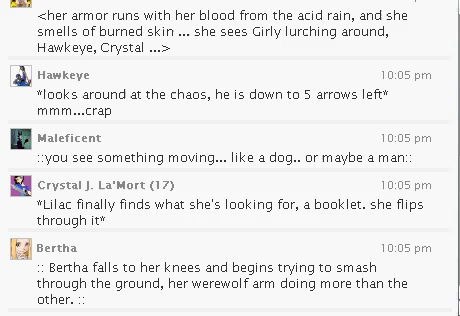 <her armor runs with her blood from the acid rain, and she
smells of burned skin ... she sees Girly lurching around,
Hawkeye, Crystal ...>
Hawkeye 10:05 pm
*looks around at the chaos, he is down to 5 arrows left*
mmm...crap
Maleficent 10:05 pm
::you see something moving... like a dog.. or maybe a man::
Crystal J. La'Mort (17) 10:05 pm
*Lilac finally finds what she's looking for, a booklet. she flips
through it*
Bertha 10:05 pm
:: Bertha falls to her knees and begins trying to smash
through the ground, her werewolf arm doing more than the
other. ::